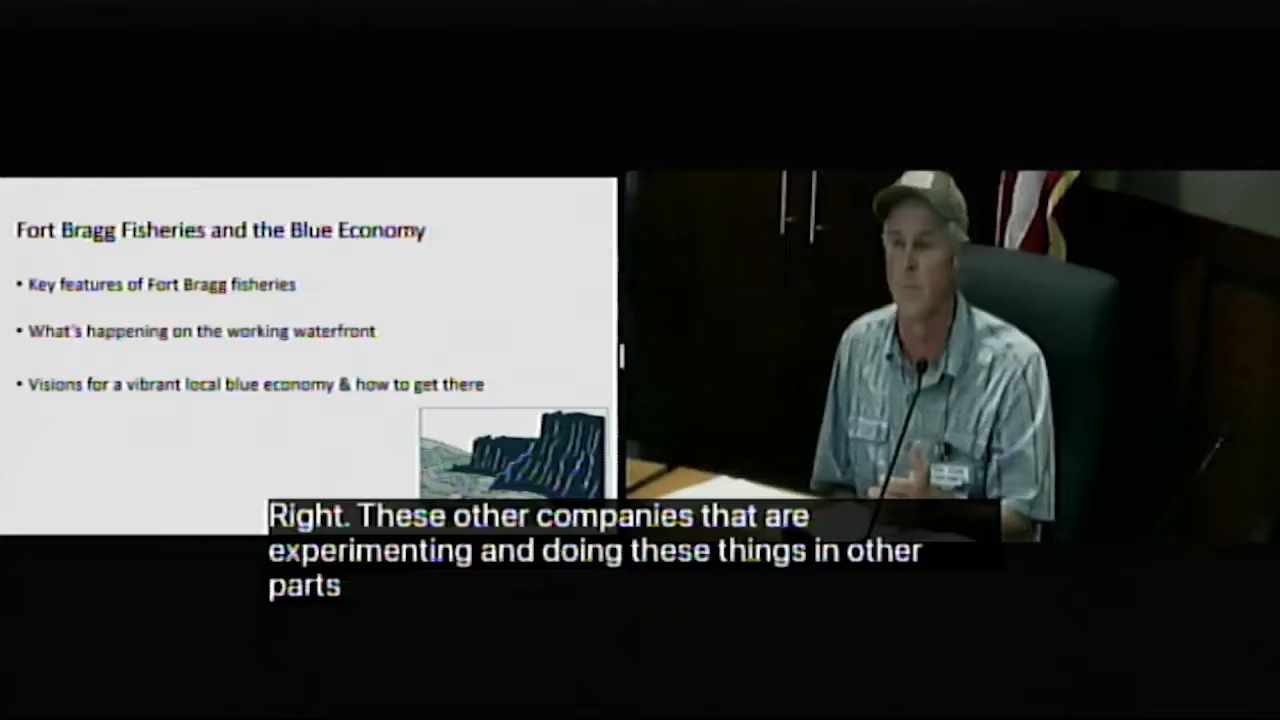 Fort Bragg Fisheries and the Blue Economy
• Key features of Fort Bragg fisheries
• What's happening on the working waterfront
• Visions for a vibrant local blue economy & how to get there
Right. These other companies that are
experimenting and doing these things in other
parts